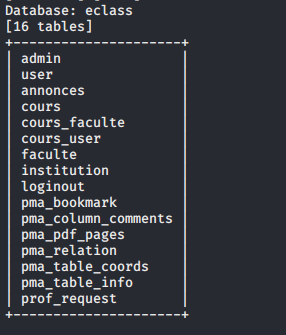 Database: eclass
[16 tables]
+---------------------+
| admin               |
| user                |
| annonces            |
| cours               |
| cours_faculte       |
| cours_user          |
| faculte             |
| institution         |
| loginout            |
| pma_bookmark        |
| pma_column_comments |
| pma_pdf_pages       |
| pma_relation        |
| pma_table_coords    |
| pma_table_info      |
| prof_request        |
+---------------------+